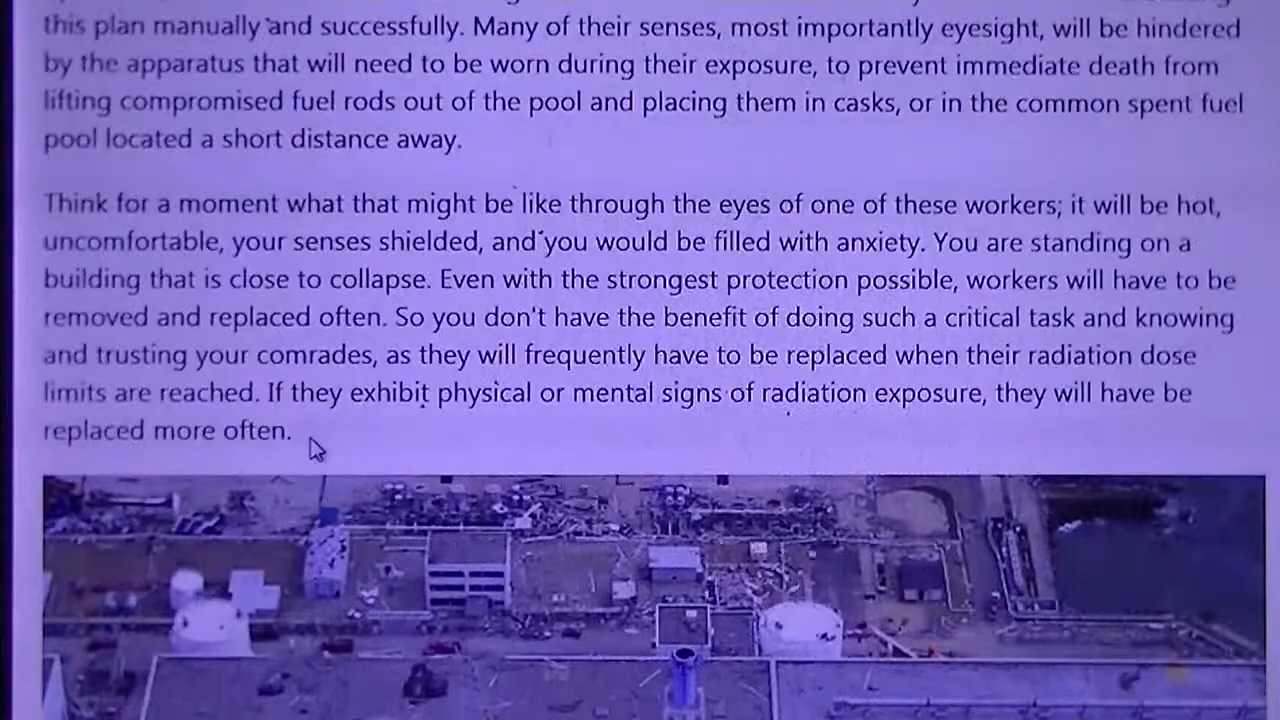 this plan manually and successfully. Many of their senses, most importantly eyesight, will be hindered
by the apparatus that will need to be worn during their exposure, to prevent immediate death from
lifting compromised fuel rods out of the pool and placing them in casks, or in the common spent fuel
pool located a short distance away.
Think for a moment what that might be like through the eyes of one of these workers; it will be hot,
uncomfortable, your senses shielded, and you would be filled with anxiety. You are standing on a
building that is close to collapse. Even with the strongest protection possible, workers will have to be
removed and replaced often. So you don't have the benefit of doing such a critical task and knowing
and trusting your comrades, as they will frequently have to be replaced when their radiation dose
limits are reached. If they exhibit physical or mental signs of radiation exposure, they will have be
replaced more often.